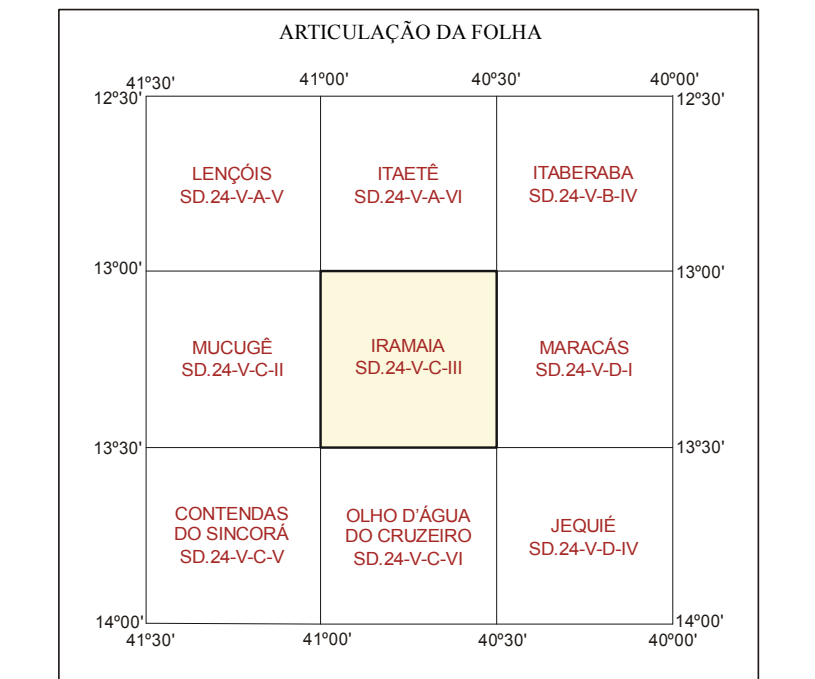 ARTICULAÇÃO DA FOLHA
41º30' 41º00' 40º30' 40º00'
12º30' 12º30'
LENÇÓIS
SD.24-V-A-V
ITAETÊ
SD.24-V-A-VI
ITABERABA
SD.24-V-B-IV
13º00' 13º00'
MUCUGÊ
SD.24-V-C-II
IRAMAIA
SD.24-V-C-III
MARACÁS
SD.24-V-D-I
13º30' 13º30'
CONTENDAS
DO SINCORÁ
SD.24-V-C-V
OLHO D’ÁGUA
DO CRUZEIRO
SD.24-V-C-VI
JEQUIÉ
SD.24-V-D-IV
14º00' 14º00'
41º30' 41º00' 40º30' 40º00'